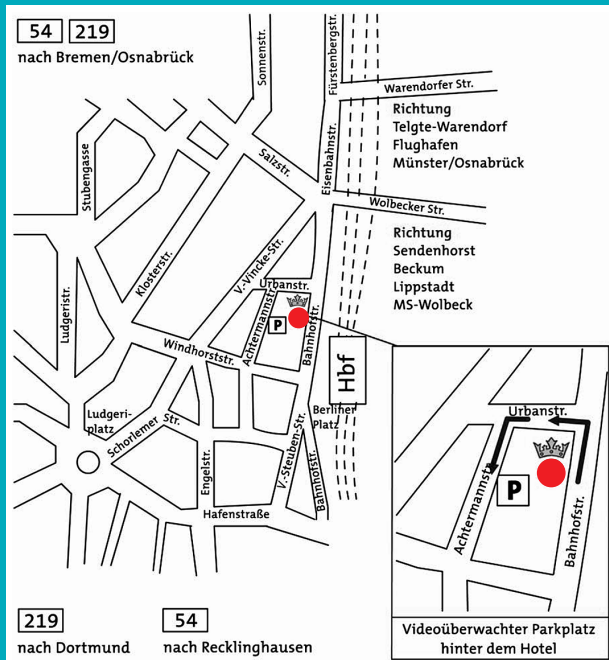 54 219
nach Bremen/Osnabrück
Sonnenstr.
Fürstenbergstr.
Warendorfer Str.
Richtung
Telgte-Warendorf
Flughafen
Münster/Osnabrück
Eisenbahnstr.
Salzstr.
Stubengasse
Wolbecker Str.
Richtung
Sendenhorst
Beckum
Lippstadt
MS-Wolbeck
Klosterstr.
V.-Vincke-Str.
Urbanstr.
Ludgeristr.
Achtermannstr.
P
Bahnhofstr.
Windhorststr.
Hbf
Berliner
Platz
Ludgeri-
platz
Schorlemer Str.
Engelstr.
V.-Steuben-Str.
Bahnhofstr.
Hafenstraße
Urbanstr.
P
Achtermannstr.
Bahnhofstr.
Videoüberwachter Parkplatz
hinter dem Hotel
219
nach Dortmund
54
nach Recklinghausen